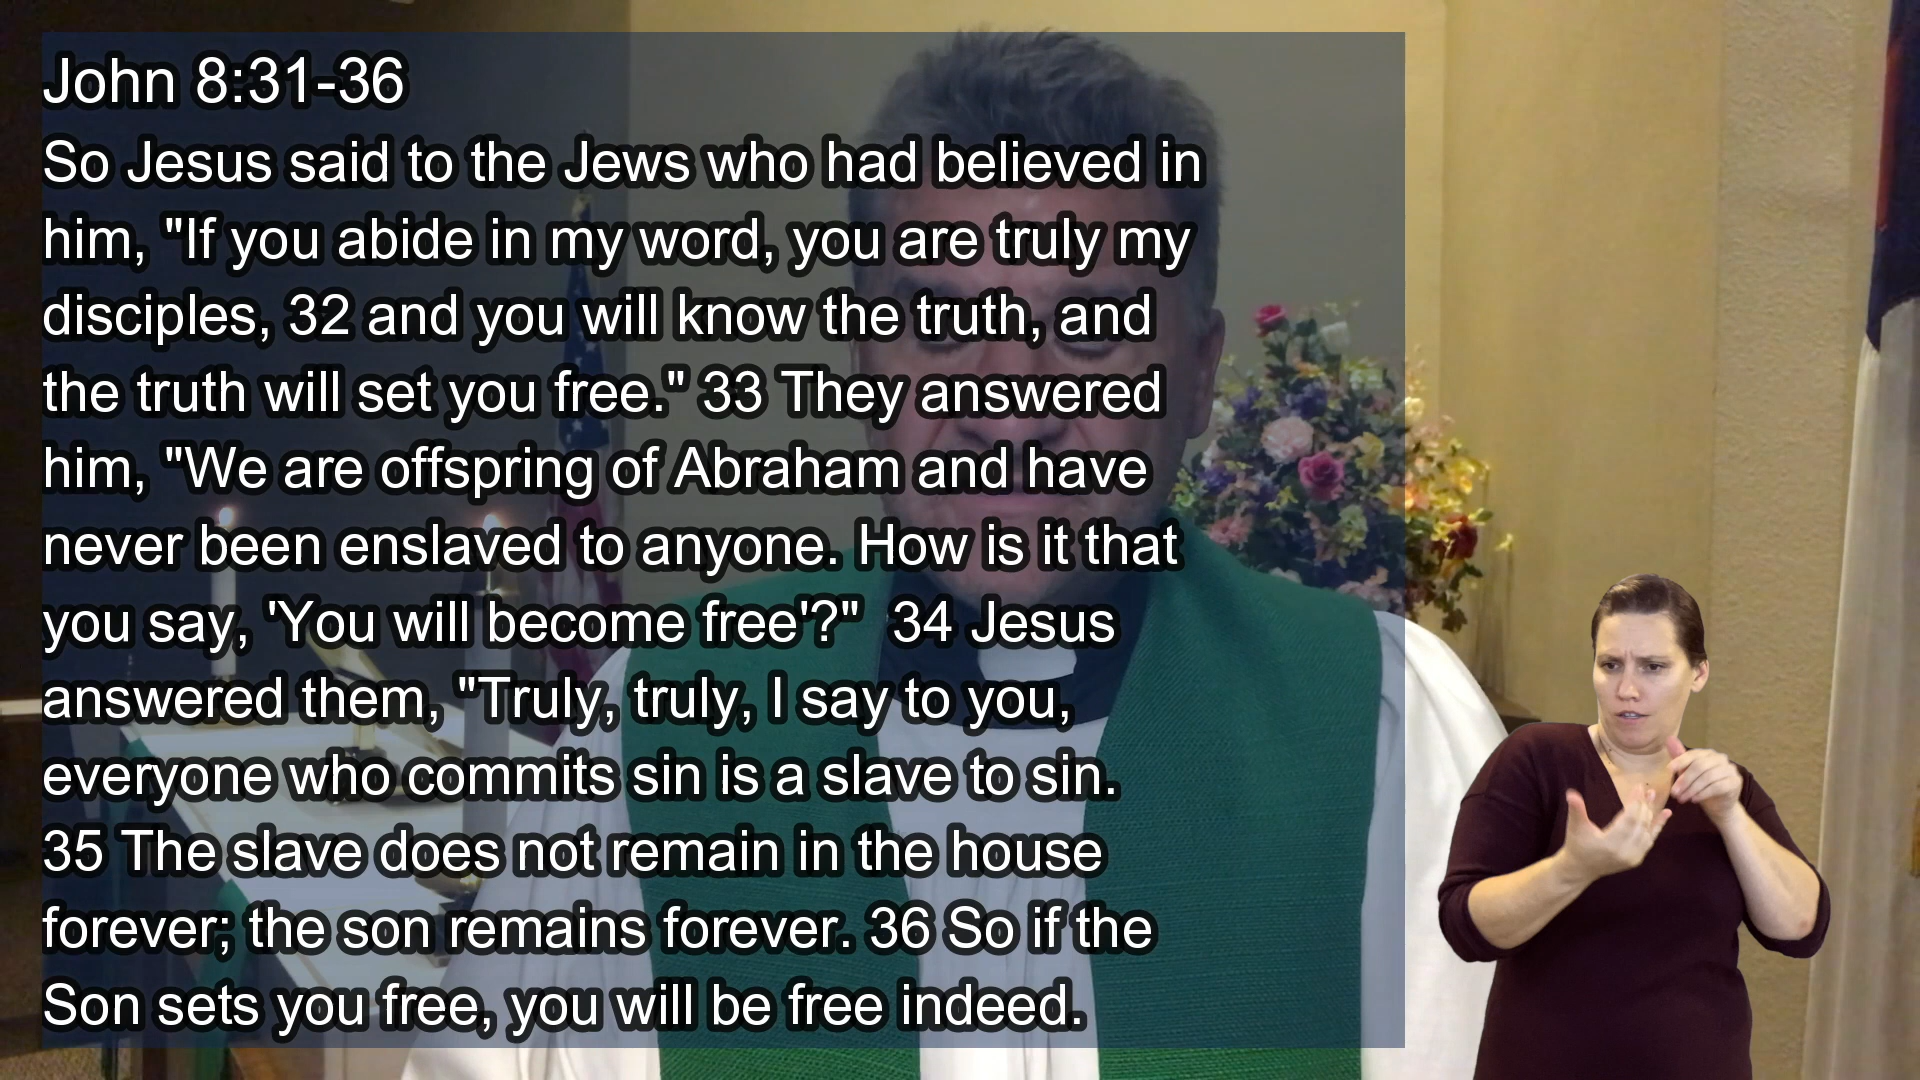 John 8:31-36
So Jesus said to the Jews who had believed in
him, "If you abide in my word, you are truly my
disciples, 32 and you will know the truth, and
the truth will set you free." 33 They answered
him, "We are offspring of Abraham and have
never been enslaved to anyone. How is it that
you say, 'You will become free'?"  34 Jesus
answered them, "Truly, truly, I say to you,
everyone who commits sin is a slave to sin.
35 The slave does not remain in the house
forever; the son remains forever. 36 So if the
Son sets you free, you will be free indeed.